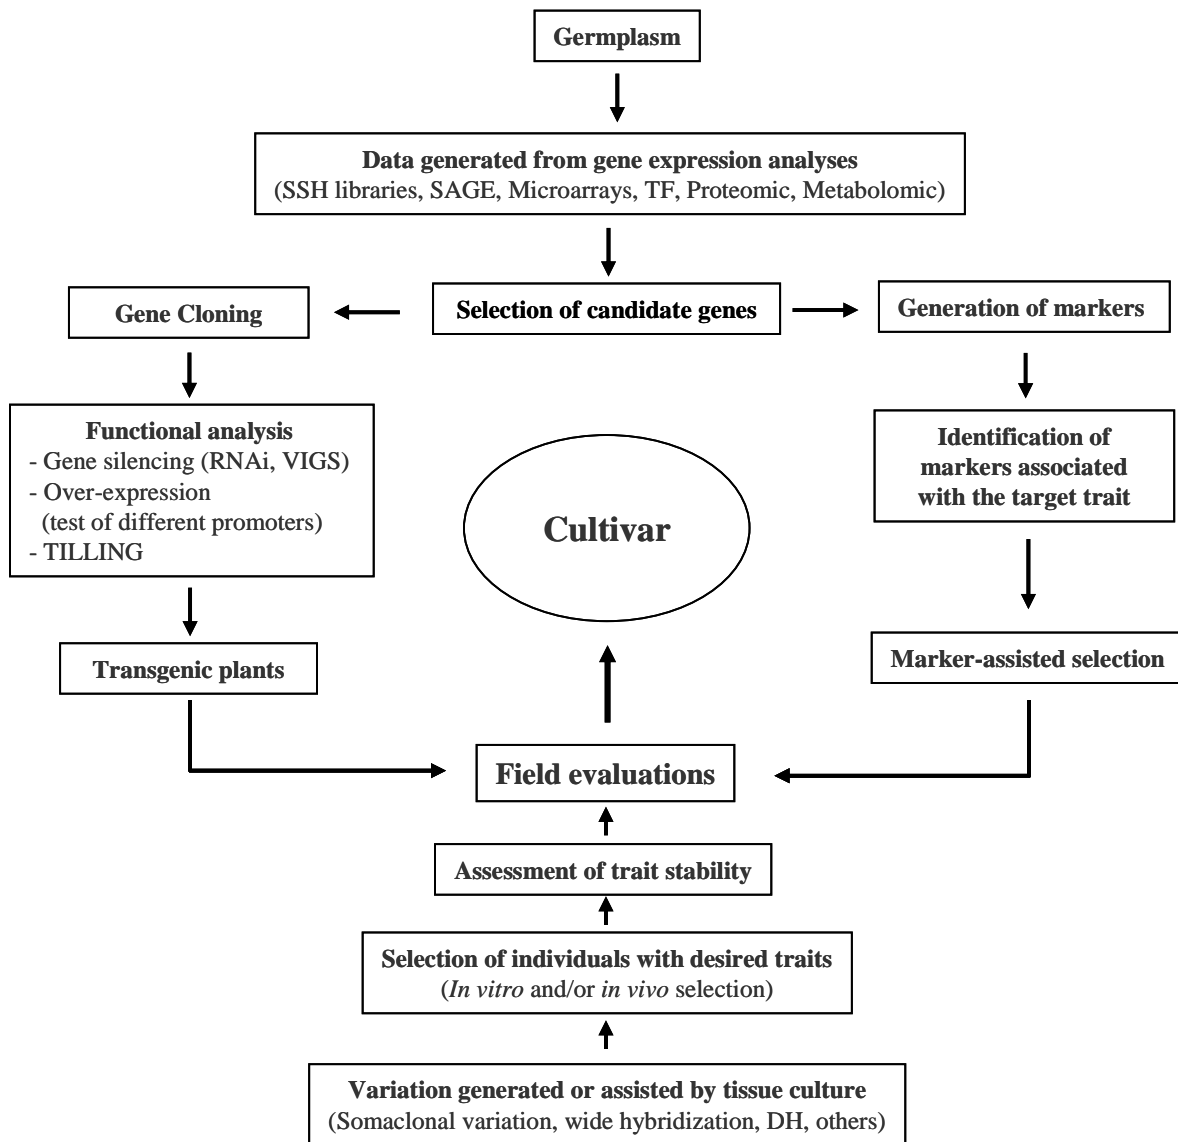 Germplasm
Data generated from gene expression analyses
(SSH libraries, SAGE, Microarrays, TF, Proteomic, Metabolomic)
Gene Cloning
Selection of candidate genes
Generation of markers
Functional analysis
- Gene silencing (RNAi, VIGS)
- Over-expression
(test of different promoters)
- TILLING
Identification of
markers associated
with the target trait
Cultivar
Transgenic plants
Marker-assisted selection
Field evaluations
Assessment of trait stability
Selection of individuals with desired traits
(In vitro and/or in vivo selection)
Variation generated or assisted by tissue culture
(Somaclonal variation, wide hybridization, DH, others)